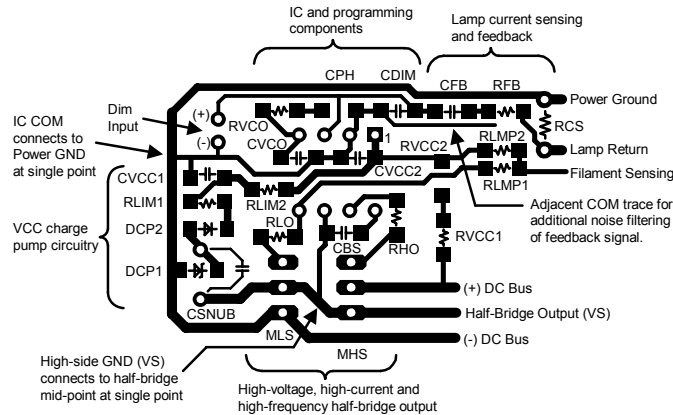 IC and programming
components
Lamp current sensing
and feedback
CPH
CDIM
CFB
RFB
(+)
Dim
Input
(-)
RVCO
CVCO
1
RVCC2
RLMP2
RCS
Power Ground
Lamp Return
Filament Sensing
IC COM
connects to
Power GND
at single point
CVCC1
RLIM1
RLIM2
CVCC2
RLMP1
DCP2
VCC charge
pump circuitry
RLO
CBS
RHO
RVCC1
Adjacent COM trace for
additional noise filtering
of feedback signal.
DCP1
CSNUB
(+) DC Bus
Half-Bridge Output (VS)
(-) DC Bus
MLS
MHS
High-side GND (VS)
connects to half-bridge
mid-point at single point
High-voltage, high-current and
high-frequency half-bridge output